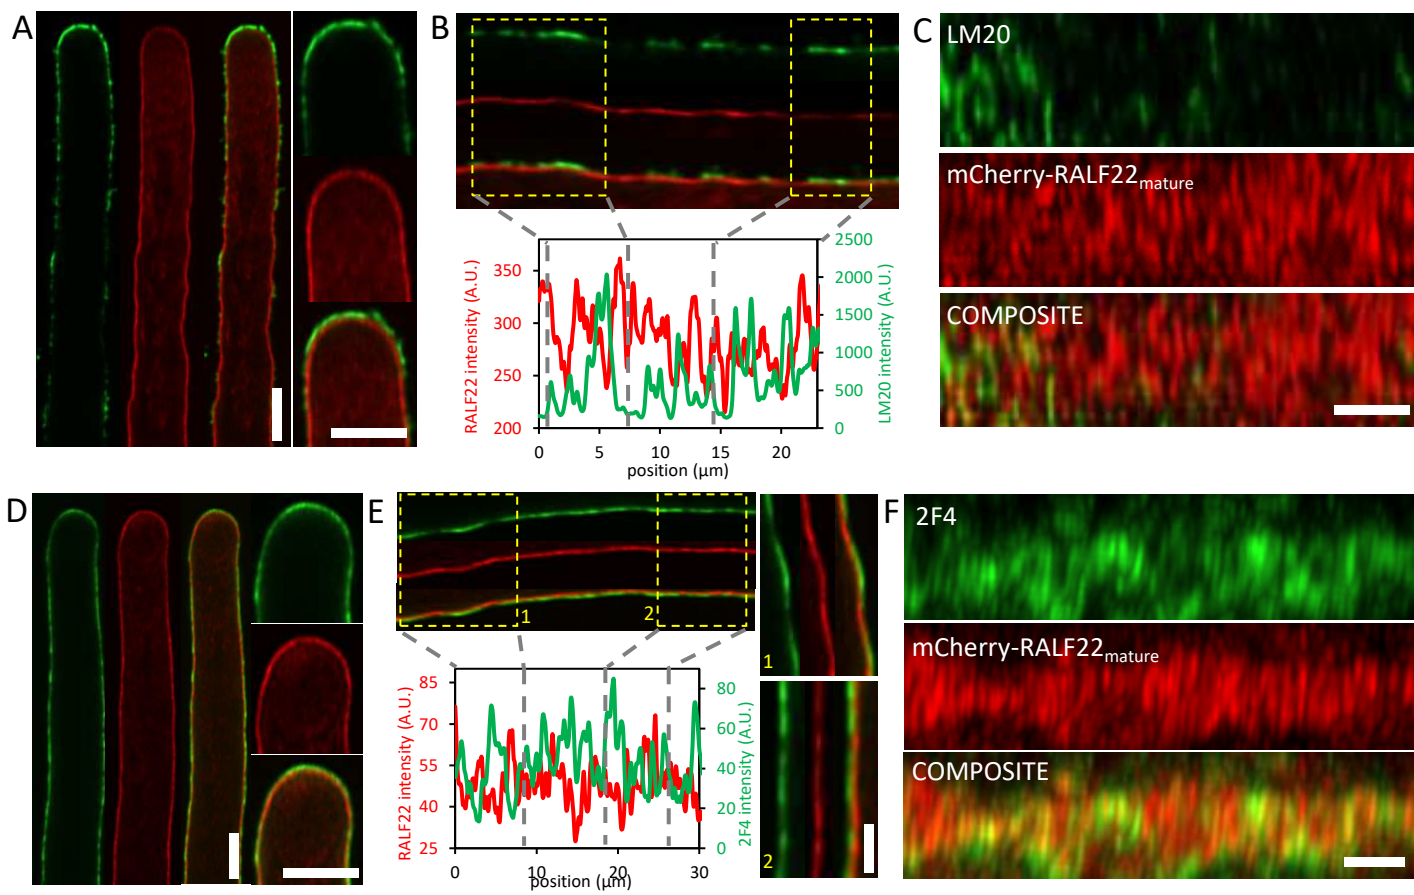 A
B
C
LM20
mCherry-RALF22mature
COMPOSITE
RALF22 intensity (A.U.)
350
300
250
200
2500
2000
1500
1000
500
0
LM20 intensity (A.U.)
0 5 10 15 20
position (µm)
D
E
F
1
2
1
2
2F4
mCherry-RALF22mature
COMPOSITE
RALF22 intensity (A.U.)
85
70
55
40
25
80
60
40
20
0
2F4 intensity (A.U.)
0 10 20 30
position (µm)